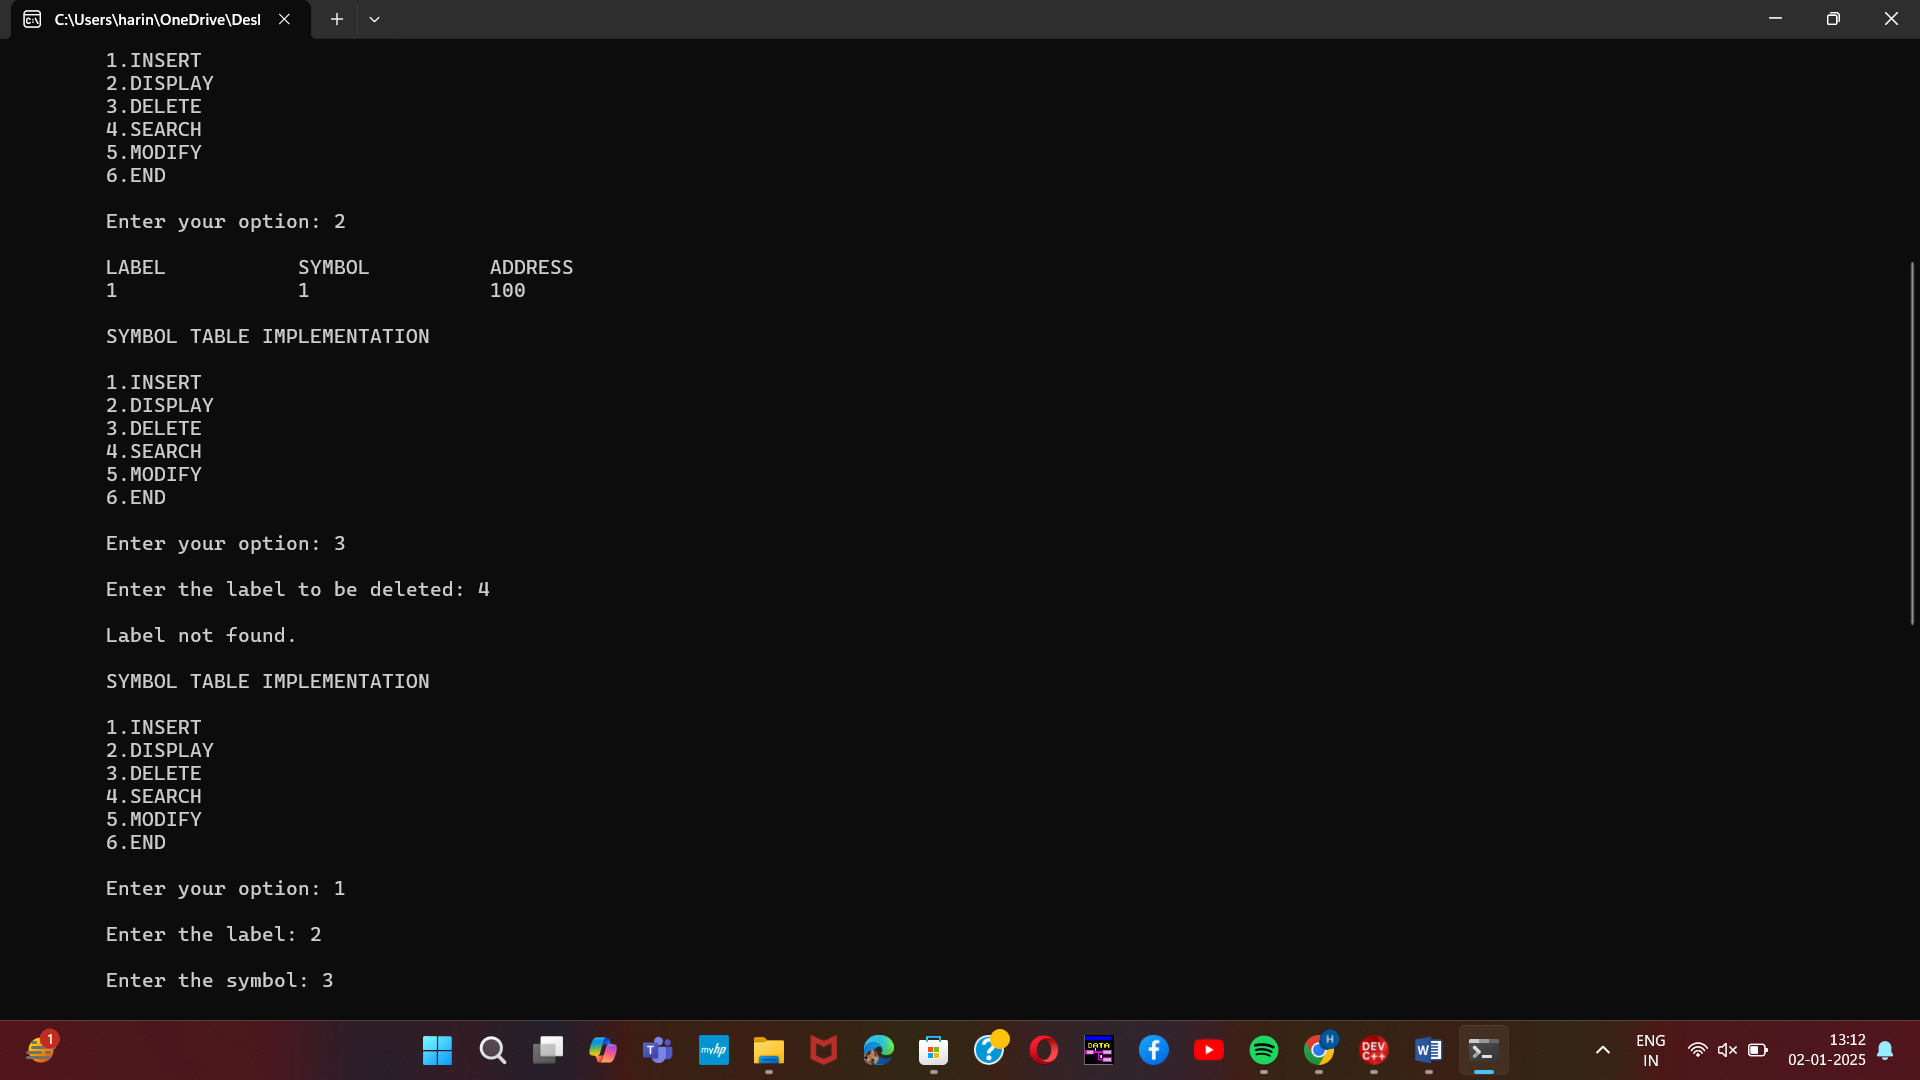 C:\Users\harin\OneDrive\Desl
1.INSERT
2.DISPLAY
3.DELETE
4.SEARCH
5.MODIFY
6.END
Enter your option: 2
LABEL SYMBOL ADDRESS
1 1 100
SYMBOL TABLE IMPLEMENTATION
1.INSERT
2.DISPLAY
3.DELETE
4.SEARCH
5.MODIFY
6.END
Enter your option: 3
Enter the label to be deleted: 4
Label not found.
SYMBOL TABLE IMPLEMENTATION
1.INSERT
2.DISPLAY
3.DELETE
4.SEARCH
5.MODIFY
6.END
Enter your option: 1
Enter the label: 2
Enter the symbol: 3
1
T
myhp
DATA
H
DEV
C++
W
ENG
IN
13:12
02-01-2025